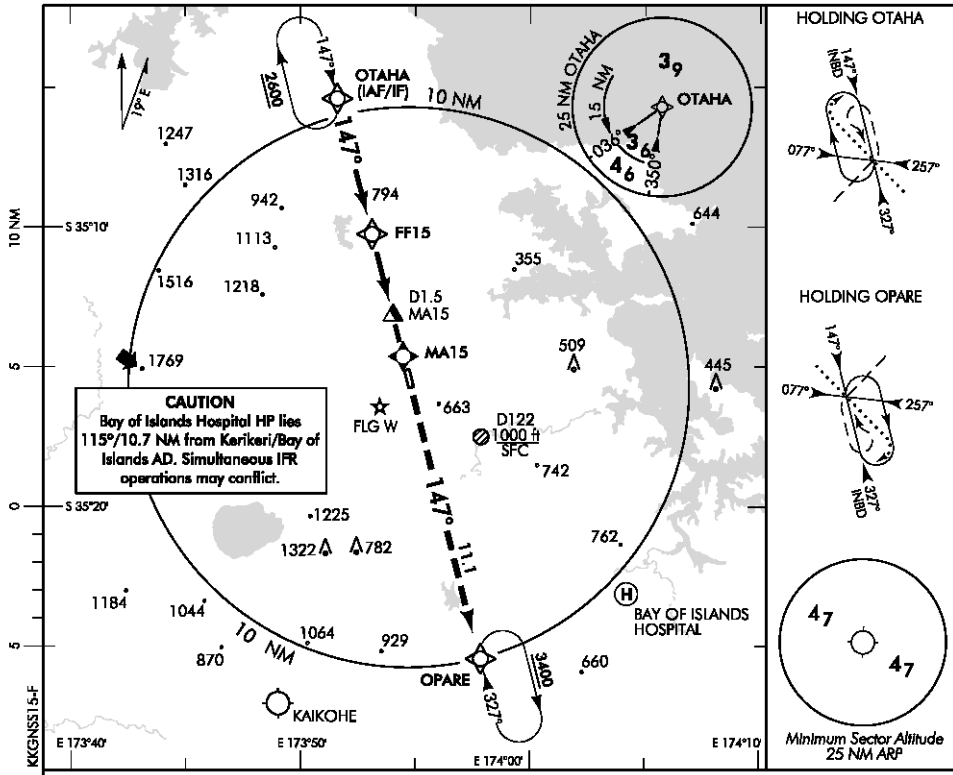 147°
2600
OTAHA
(IAF/IF)
10 NM
19° E
1247
1316
942
1113
1516
1218
1769
147°
794
FF15
D1.5
MA15
MA15
355
644
509
445
663
FLG W
D122
1000 ft
SFC
742
CAUTION
Bay of Islands Hospital HP lies
115°/10.7 NM from Kerikeri/Bay of
Islands AD. Simultaneous IFR
operations may conflict.
147°
11.1
1225
1322
782
762
1184
1044
1064
929
870
10 NM
OPARE
3400
327°
660
H
BAY OF ISLANDS
HOSPITAL
KAIKOHE
KKGNSS15-F
10 NM
5
0
5
S 35°10'
S 35°20'
E 173°40'
E 173°50'
E 174°00'
E 174°10'
25 NM OTAHA
15 NM
39
OTAHA
036°
36
46
350°
HOLDING OTAHA
147°
INBD
077°
257°
327°
HOLDING OPARE
147°
077°
257°
327°
INBD
47
47
Minimum Sector Altitude
25 NM ARP